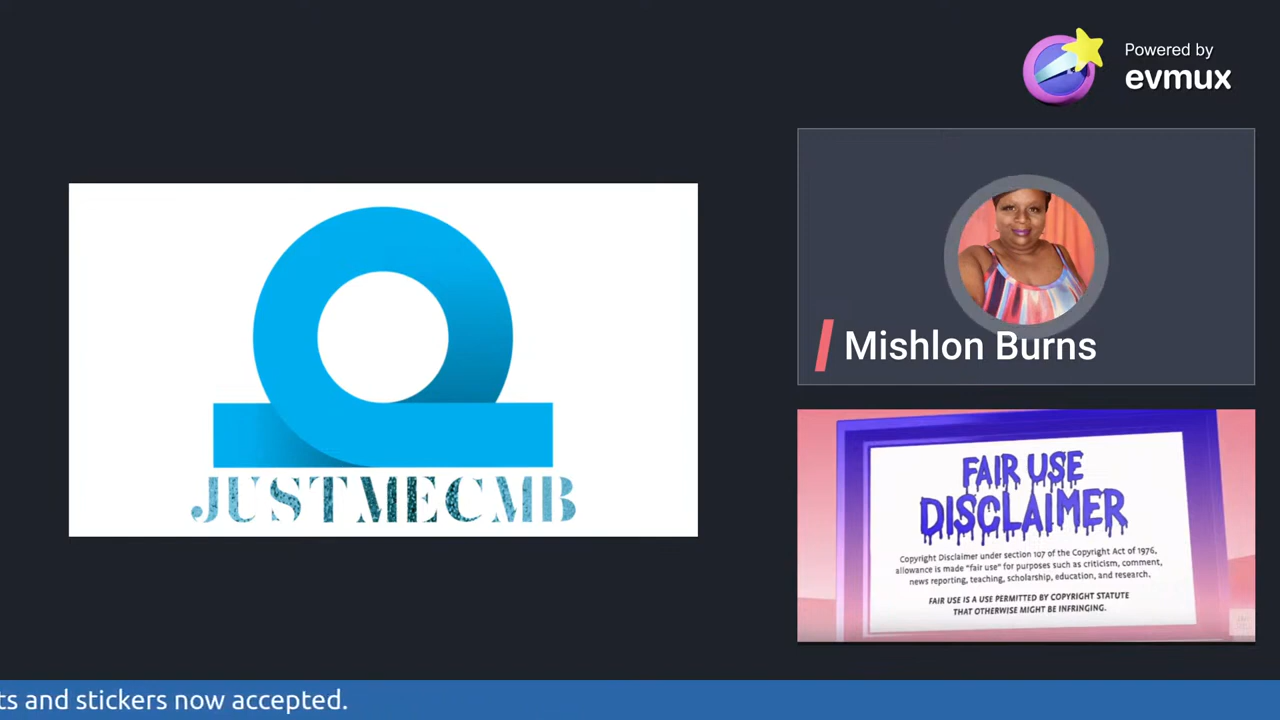 Powered by
evmux
JUSTMECMB
Mishlon Burns
FAIR USE
DISCLAIMER
Copyright Disclaimer under section 107 of the Copyright Act of 1976,
allowance is made "fair use" for purposes such as criticism, comment,
news reporting, teaching, scholarship, education, and research.
FAIR USE IS A USE PERMITTED BY COPYRIGHT STATUTE
THAT OTHERWISE MIGHT BE INFRINGING.
ts and stickers now accepted.